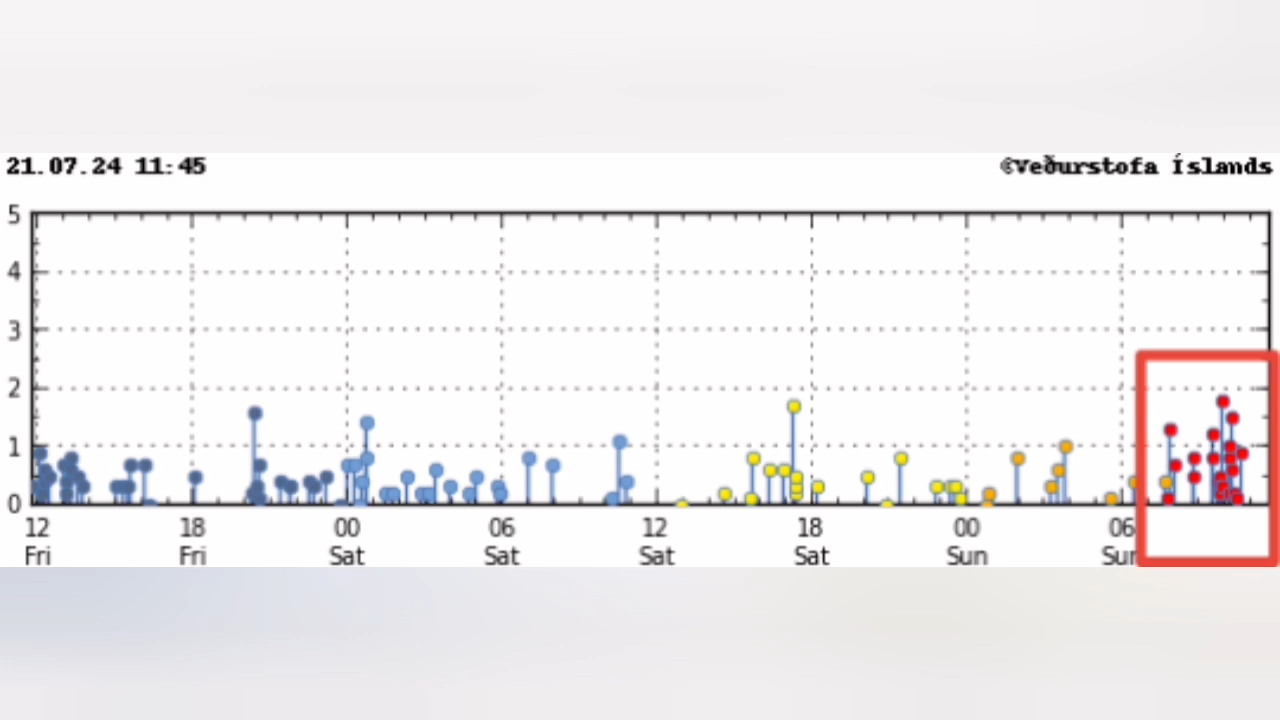 21.07.24 11:45
©Veðurstofa Íslands
5
4
3
2
1
0
12 18 00 06 12 18 00 06
Fri Fri Sat Sat Sat Sat Sun Sun